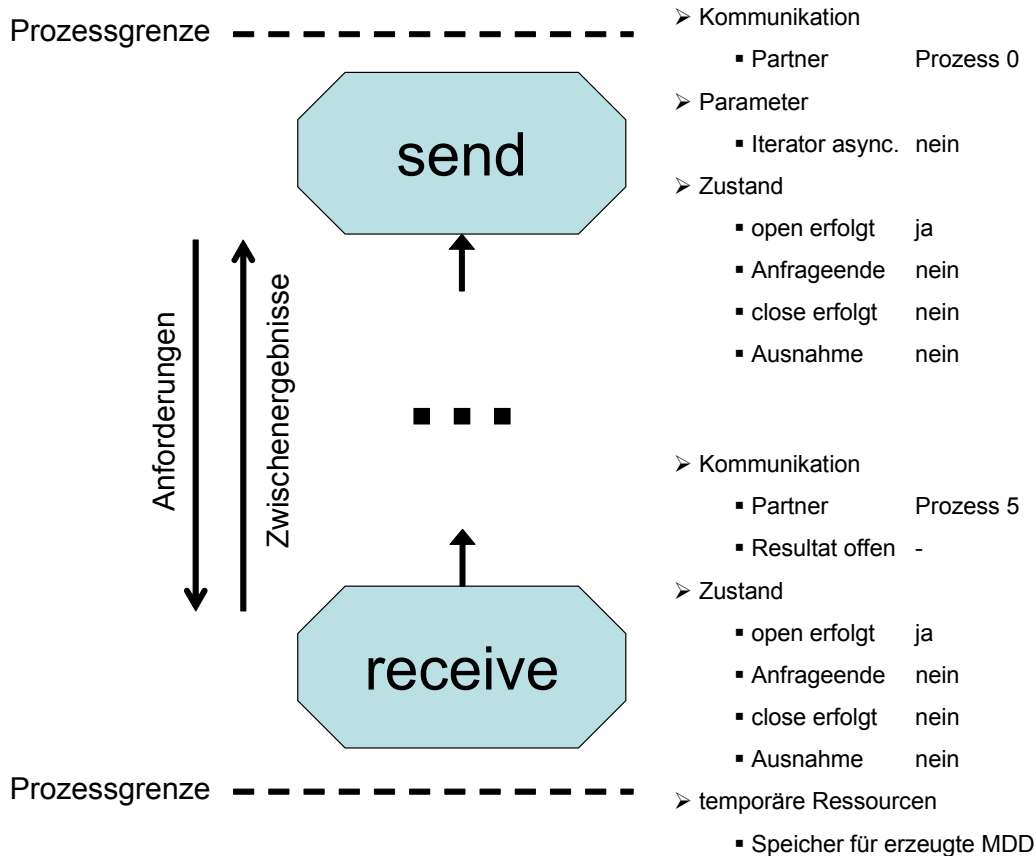 Prozessgrenze
send
Anforderungen
Zwischenergebnisse
receive
Prozessgrenze
➢ Kommunikation
▪ Partner Prozess 0
➢ Parameter
▪ Iterator async. nein
➢ Zustand
▪ open erfolgt ja
▪ Anfrageende nein
▪ close erfolgt nein
▪ Ausnahme nein
➢ Kommunikation
▪ Partner Prozess 5
▪ Resultat offen -
➢ Zustand
▪ open erfolgt ja
▪ Anfrageende nein
▪ close erfolgt nein
▪ Ausnahme nein
➢ temporäre Ressourcen
▪ Speicher für erzeugte MDD